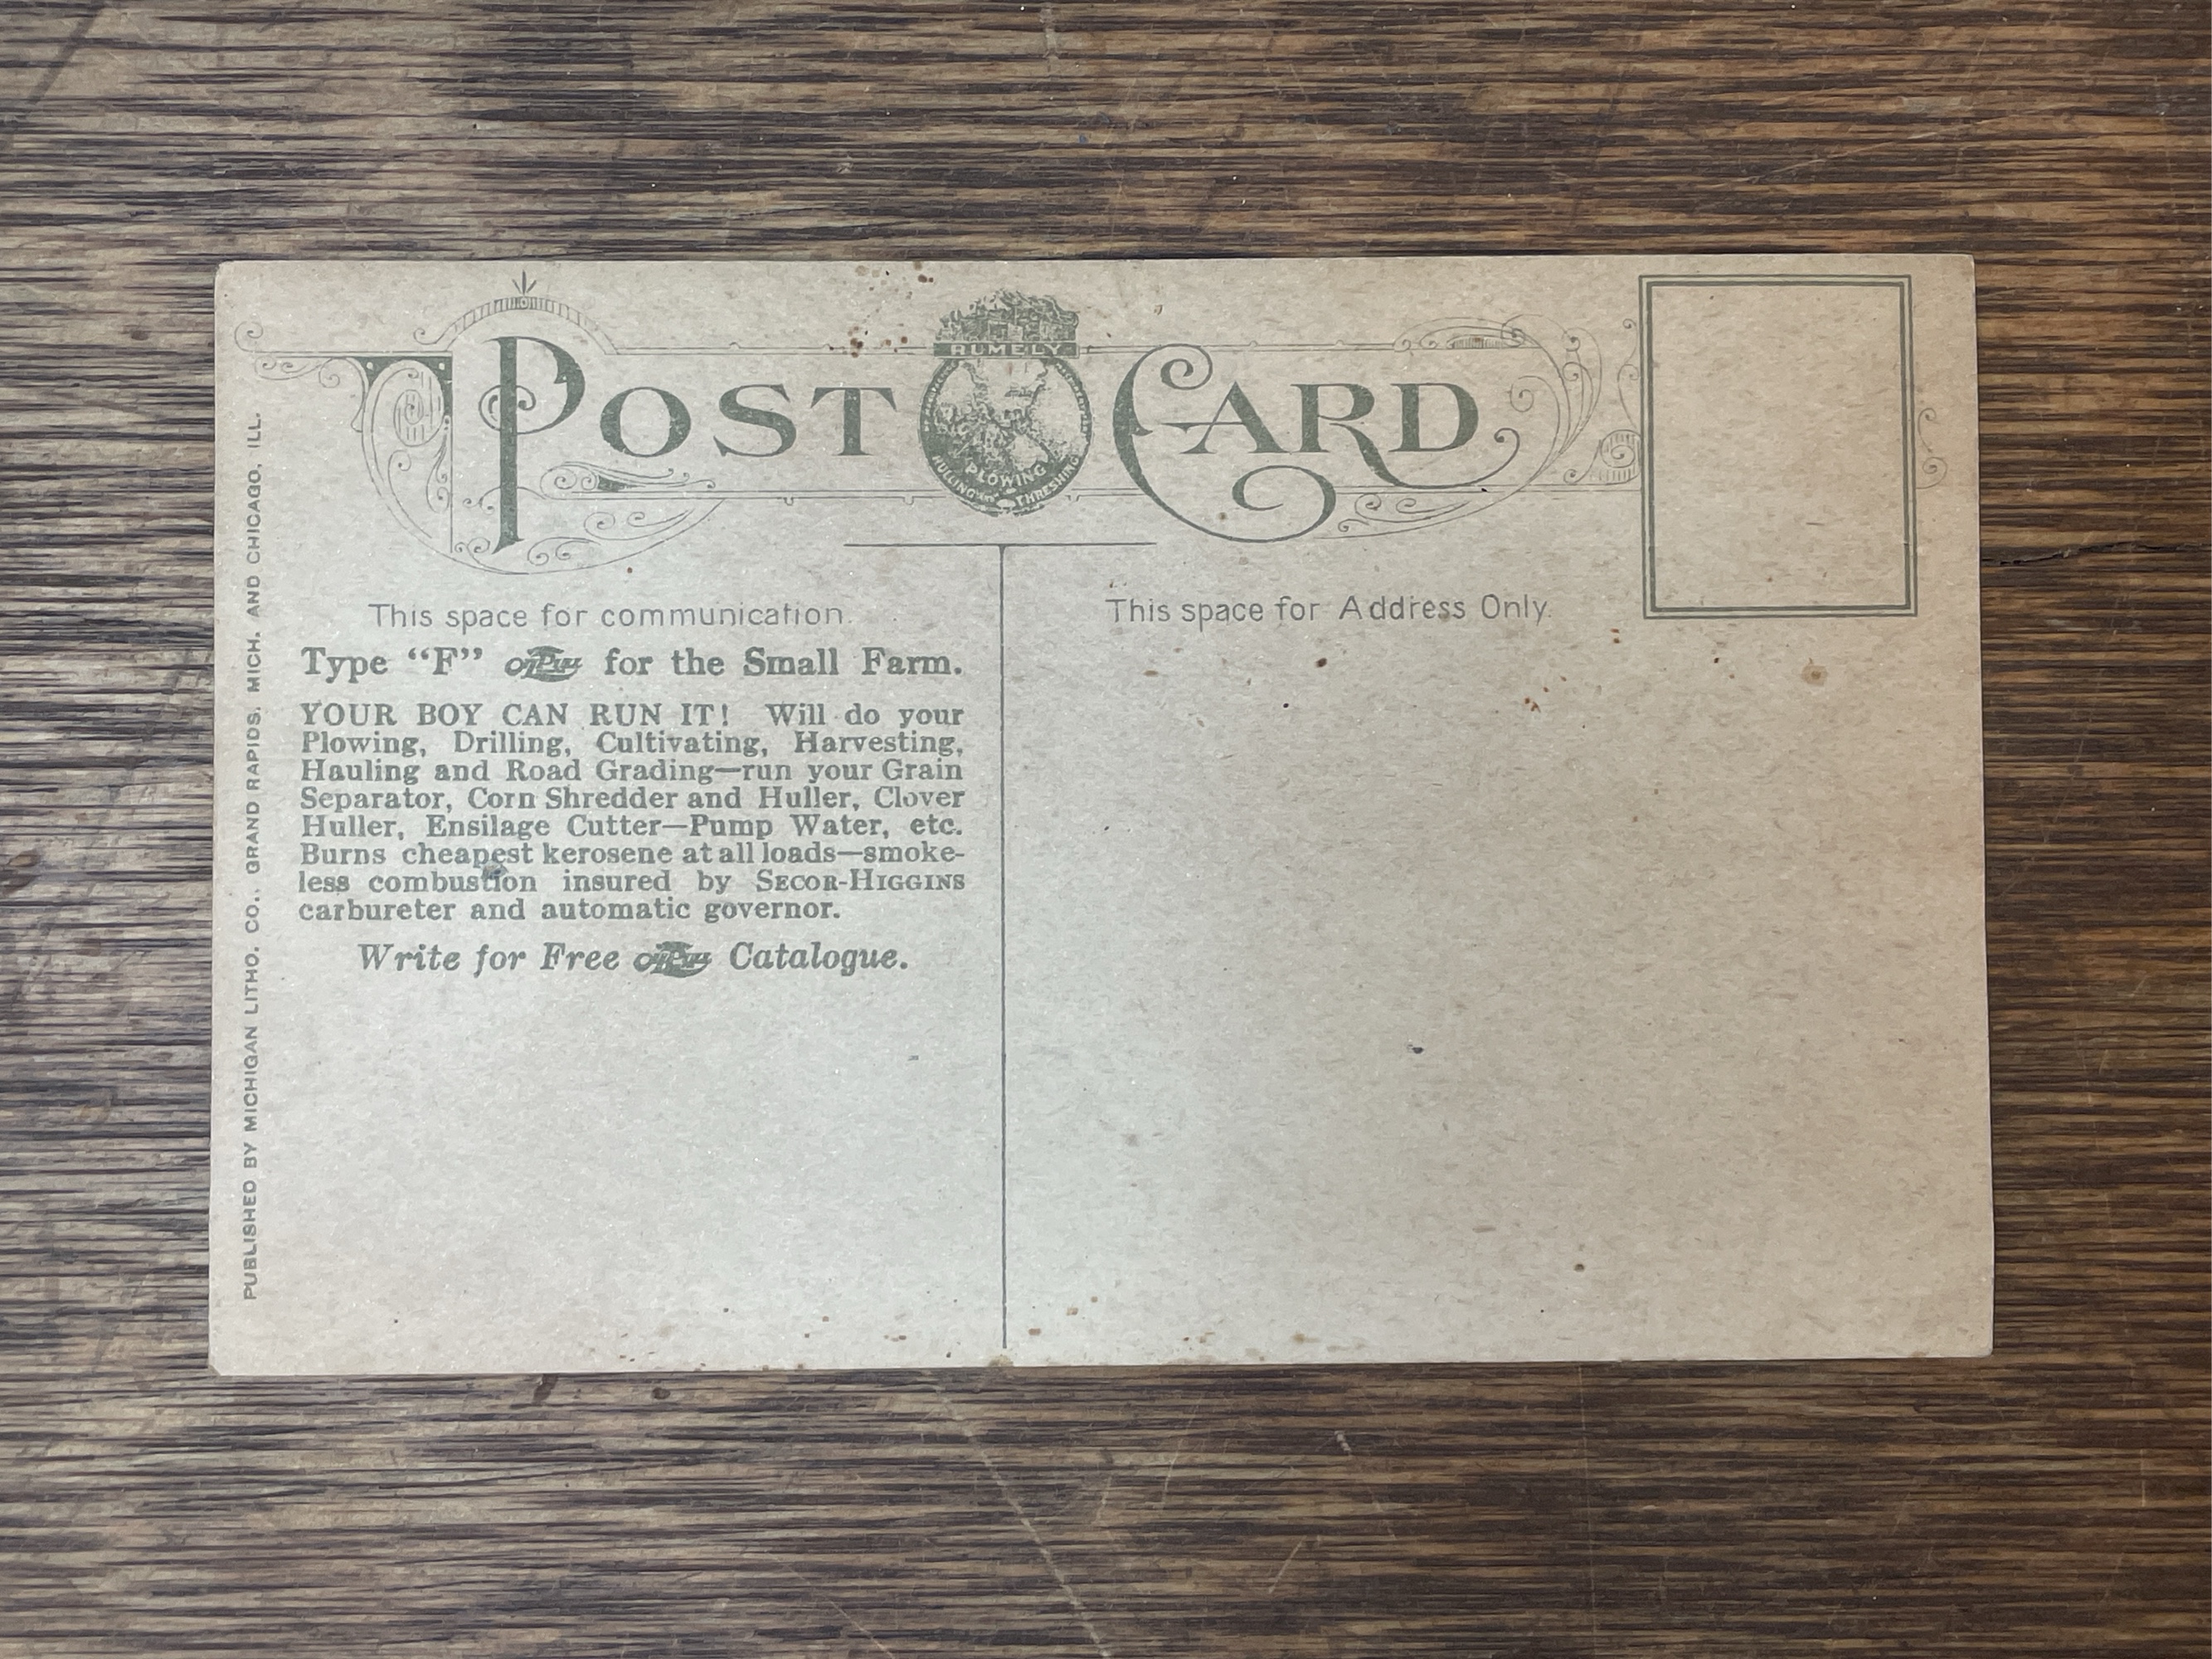 POST CARD
RUMELY
PLOWING
HULLING THRESHING
This space for communication.
This space for Address Only.
Type “F” OilPull for the Small Farm.
YOUR BOY CAN RUN IT! Will do your
Plowing, Drilling, Cultivating, Harvesting,
Hauling and Road Grading—run your Grain
Separator, Corn Shredder and Huller, Clover
Huller, Ensilage Cutter—Pump Water, etc.
Burns cheapest kerosene at all loads—smoke-
less combustion insured by SECOR-HIGGINS
carbureter and automatic governor.
Write for Free OilPull Catalogue.
PUBLISHED BY MICHIGAN LITHO. CO., GRAND RAPIDS, MICH. AND CHICAGO, ILL.